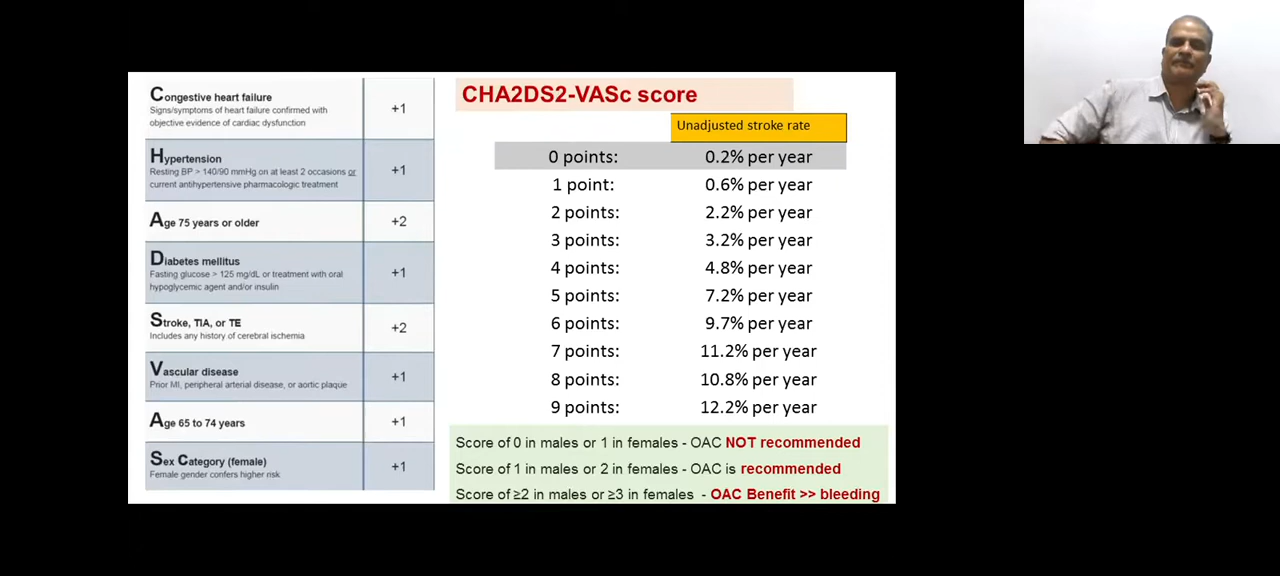 Congestive heart failure
Signs/symptoms of heart failure confirmed with
objective evidence of cardiac dysfunction
+1
Hypertension
Resting BP > 140/90 mmHg on at least 2 occasions or
current antihypertensive pharmacologic treatment
+1
Age 75 years or older
+2
Diabetes mellitus
Fasting glucose > 125 mg/dL or treatment with oral
hypoglycemic agent and/or insulin
+1
Stroke, TIA, or TE
Includes any history of cerebral ischemia
+2
Vascular disease
Prior MI, peripheral arterial disease, or aortic plaque
+1
Age 65 to 74 years
+1
Sex Category (female)
Female gender confers higher risk
+1
CHA2DS2-VASc score
Unadjusted stroke rate
0 points: 0.2% per year
1 point: 0.6% per year
2 points: 2.2% per year
3 points: 3.2% per year
4 points: 4.8% per year
5 points: 7.2% per year
6 points: 9.7% per year
7 points: 11.2% per year
8 points: 10.8% per year
9 points: 12.2% per year
Score of 0 in males or 1 in females - OAC NOT recommended
Score of 1 in males or 2 in females - OAC is recommended
Score of ≥2 in males or ≥3 in females - OAC Benefit >> bleeding